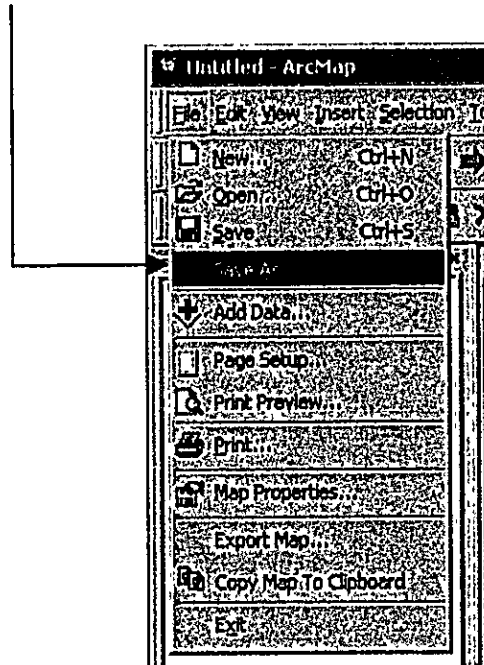 Untitled - ArcMap
File Edit View Insert Selection
New... Ctrl+N
Open... Ctrl+O
Save Ctrl+S
Save As
Add Data...
Page Setup...
Print Preview...
Print...
Map Properties...
Export Map...
Copy Map To Clipboard
Exit